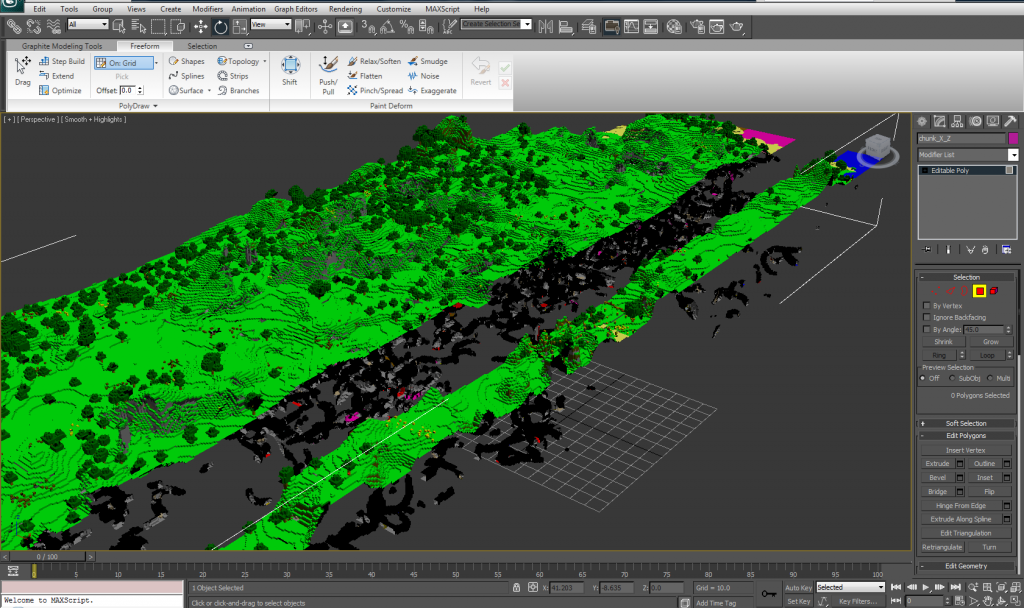 Edit Tools Group Views Create Modifiers Animation Graph Editors Rendering Customize MAXScript Help
All View 3 Create Selection Se
Graphite Modeling Tools Freeform Selection
Drag Step Build On: Grid Shapes Topology Shift Push/Pull Relax/Soften Smudge Revert
Extend Pick Splines Strips Flatten Noise
Optimize Offset: 0.0 Surface Branches Pinch/Spread Exaggerate
PolyDraw Paint Deform
[ + ] [ Perspective ] [ Smooth + Highlights ]
chunk_X_Z
Modifier List
Editable Poly
- Selection
By Vertex
Ignore Backfacing
By Angle: 45.0
Shrink Grow
Ring Loop
Preview Selection
Off SubObj Multi
0 Polygons Selected
+ Soft Selection
- Edit Polygons
Insert Vertex
Extrude Outline
Bevel Inset
Bridge Flip
Hinge From Edge
Extrude Along Spline
Edit Triangulation
Retriangulate Turn
- Edit Geometry
< 0 / 100 >
0 5 10 15 20 25 30 35 40 45 50 55 60 65 70 75 80 85 90 95 100
1 Object Selected X: 41.203 Y: -8.635 Z: 0.0 Grid = 10.0 Auto Key Selected
Welcome to MAXScript. Click or click-and-drag to select objects Add Time Tag Set Key Key Filters... 0